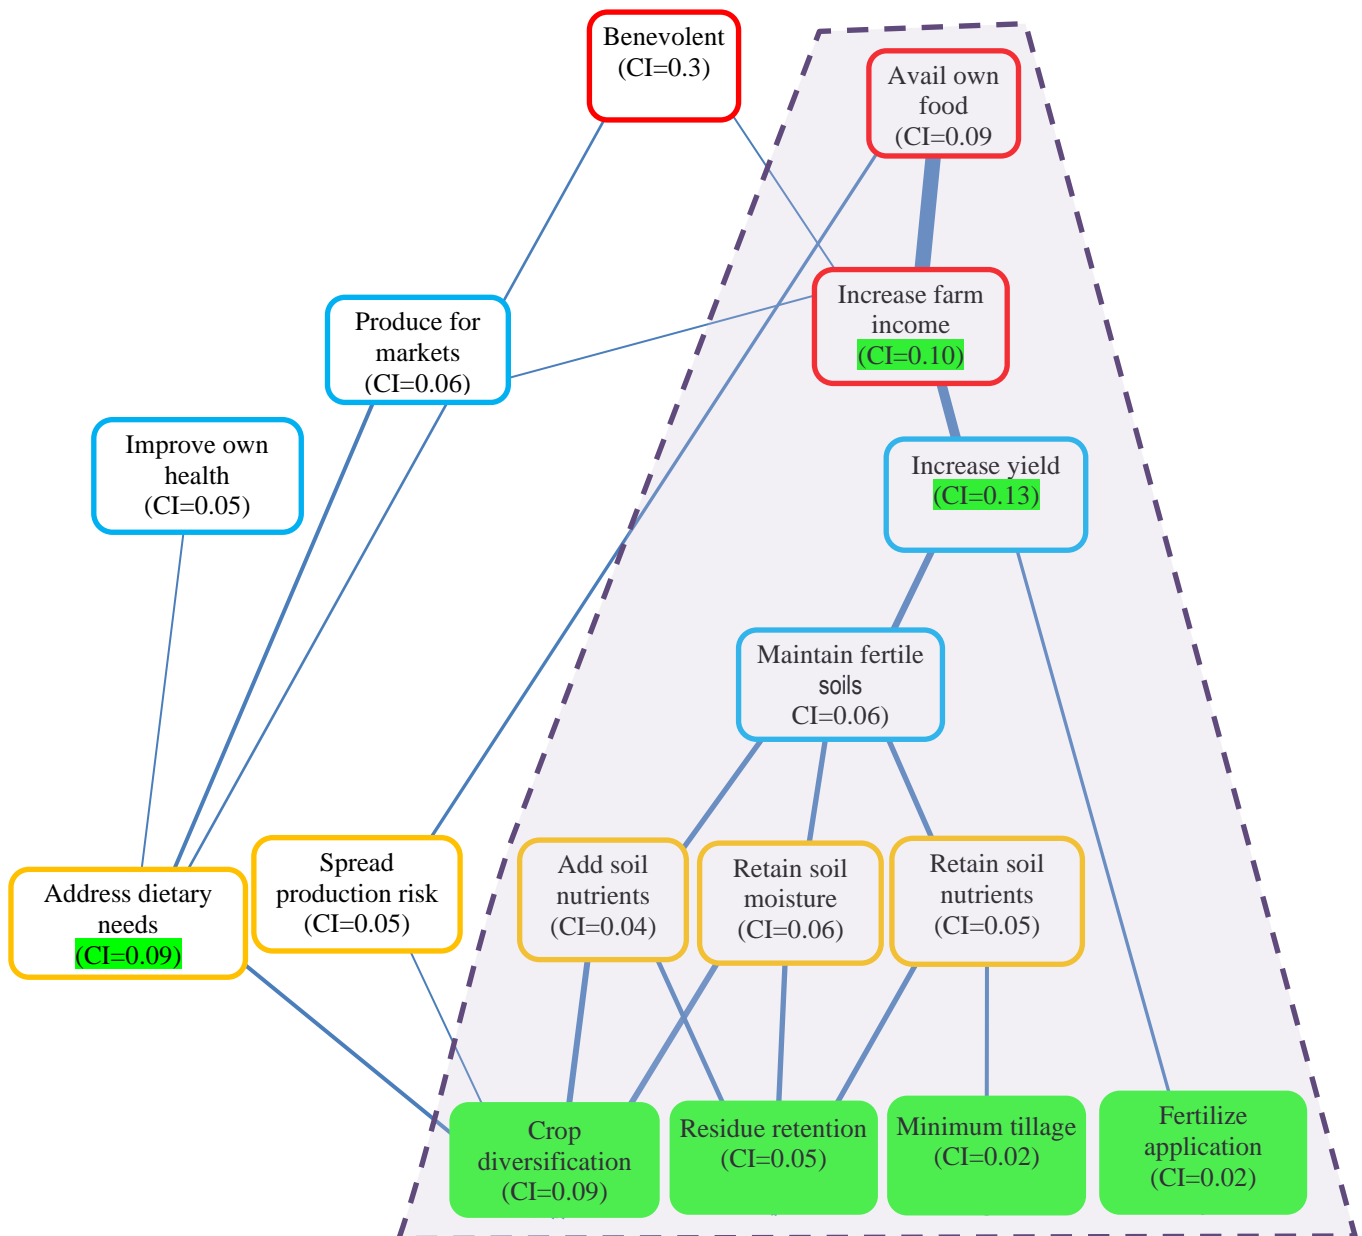 Benevolent
(CI=0.3)
Avail own
food
(CI=0.09
Produce for
markets
(CI=0.06)
Increase farm
income
(CI=0.10)
Improve own
health
(CI=0.05)
Increase yield
(CI=0.13)
Maintain fertile
soils
CI=0.06)
Address dietary
needs
(CI=0.09)
Spread
production risk
(CI=0.05)
Add soil
nutrients
(CI=0.04)
Retain soil
moisture
(CI=0.06)
Retain soil
nutrients
(CI=0.05)
Crop
diversification
(CI=0.09)
Residue retention
(CI=0.05)
Minimum tillage
(CI=0.02)
Fertilize
application
(CI=0.02)